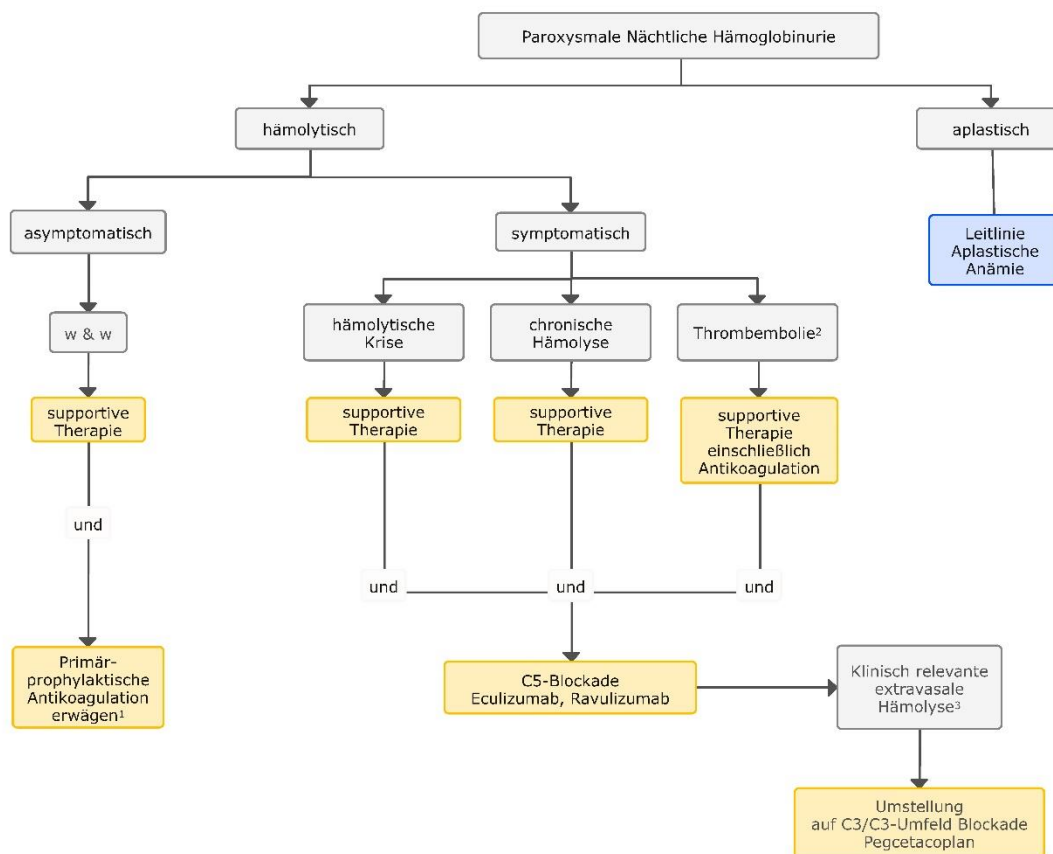 Paroxysmale Nächtliche Hämoglobinurie
hämolytisch
aplastisch
asymptomatisch
symptomatisch
Leitlinie
Aplastische
Anämie
w & w
hämolytische
Krise
chronische
Hämolyse
Thrombembolie²
supportive
Therapie
supportive
Therapie
supportive
Therapie
supportive
Therapie
einschließlich
Antikoagulation
und
und
und
und
Primär-
prophylaktische
Antikoagulation
erwägen¹
C5-Blockade
Eculizumab, Ravulizumab
Klinisch relevante
extravasale
Hämolyse³
Umstellung
auf C3/C3-Umfeld Blockade
Pegcetacoplan